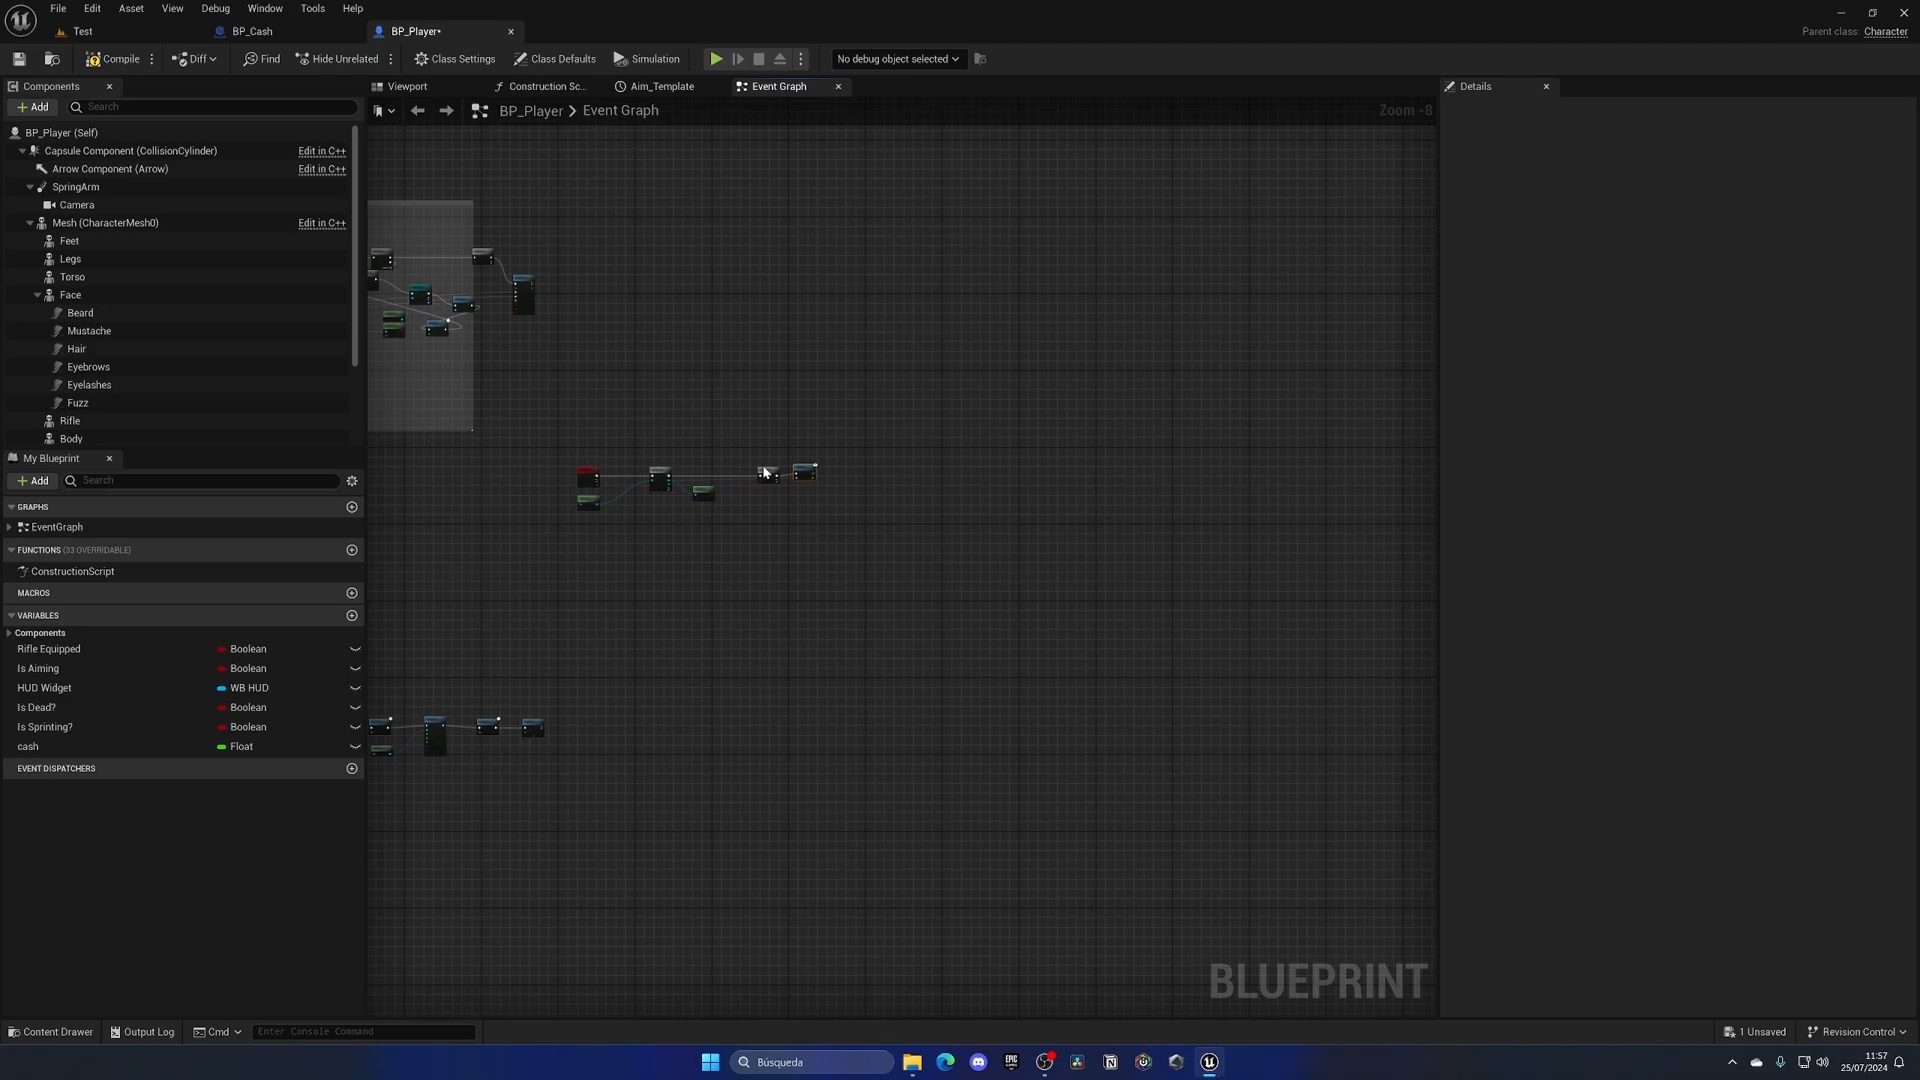 File Edit Asset View Debug Window Tools Help
Test BP_Cash BP_Player•
Parent class: Character
Compile Diff Find Hide Unrelated Class Settings Class Defaults Simulation No debug object selected
Components
Viewport Construction Sc... Aim_Template Event Graph
Details
Add Search
BP_Player > Event Graph
Zoom -8
BP_Player (Self)
Capsule Component (CollisionCylinder) Edit in C++
Arrow Component (Arrow) Edit in C++
SpringArm
Camera
Mesh (CharacterMesh0) Edit in C++
Feet
Legs
Torso
Face
Beard
Mustache
Hair
Eyebrows
Eyelashes
Fuzz
Rifle
Body
My Blueprint
Add Search
GRAPHS
EventGraph
FUNCTIONS (33 OVERRIDABLE)
ConstructionScript
MACROS
VARIABLES
Components
Rifle Equipped Boolean
Is Aiming Boolean
HUD Widget WB HUD
Is Dead? Boolean
Is Sprinting? Boolean
cash Float
EVENT DISPATCHERS
BLUEPRINT
Content Drawer Output Log Cmd Enter Console Command
1 Unsaved Revision Control
Búsqueda
11:57
25/07/2024